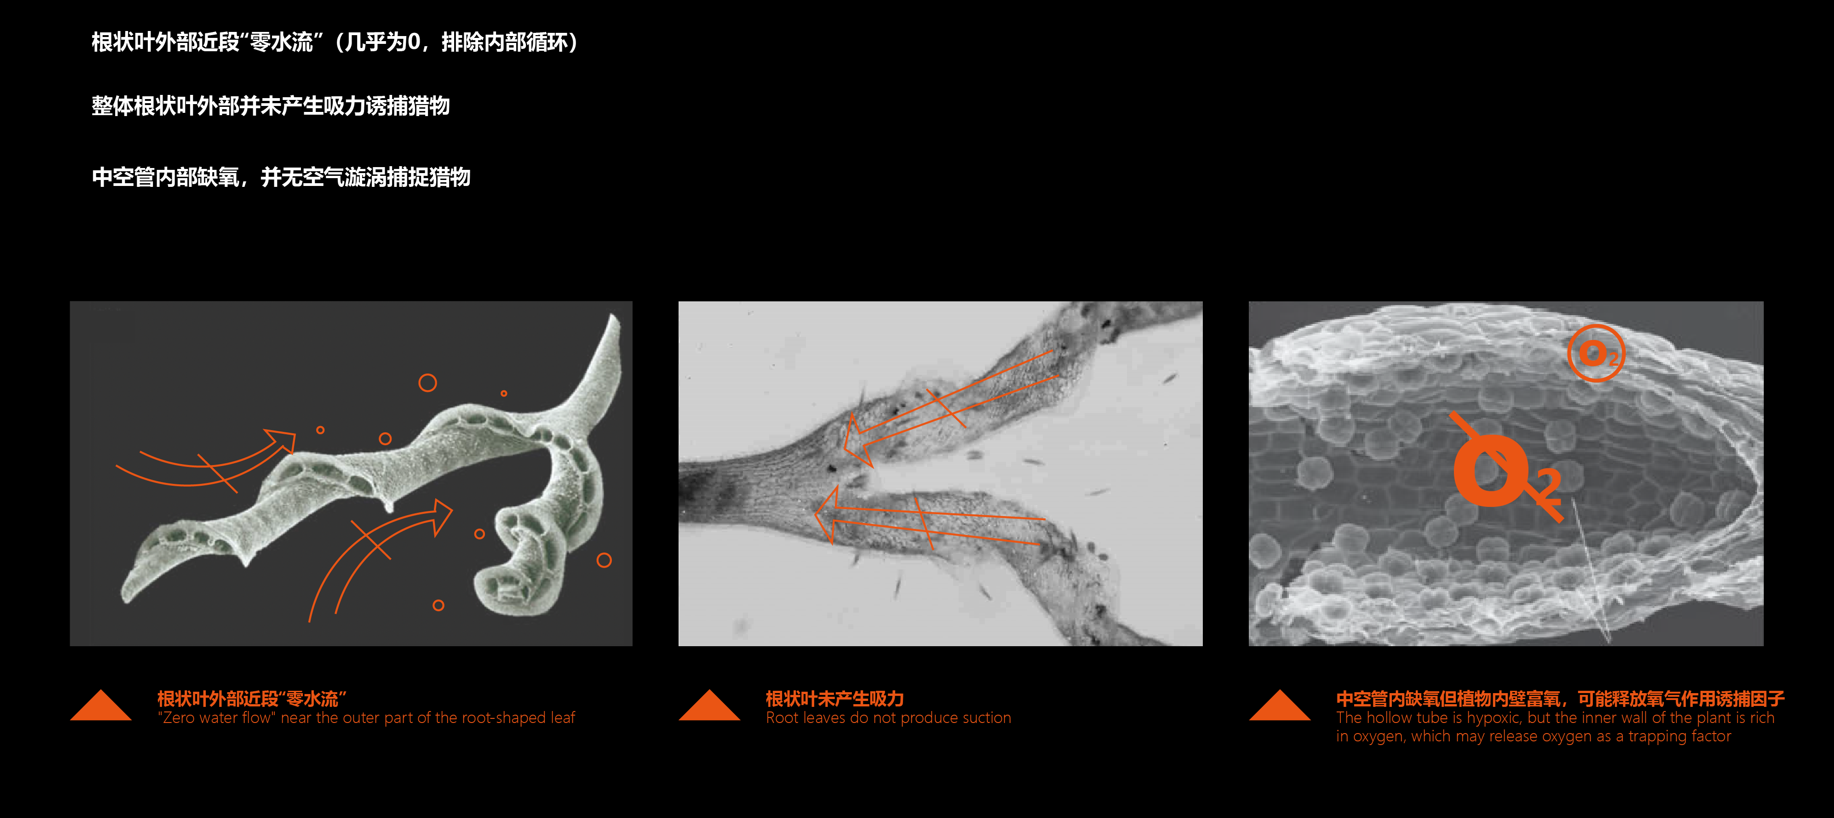 根状叶外部近段“零水流”（几乎为0，排除内部循环）
整体根状叶外部并未产生吸力诱捕猎物
中空管内部缺氧，并无空气漩涡捕捉猎物
O2
O2
根状叶外部近段“零水流”
"Zero water flow" near the outer part of the root-shaped leaf
根状叶未产生吸力
Root leaves do not produce suction
中空管内缺氧但植物内壁富氧，可能释放氧气作用诱捕因子
The hollow tube is hypoxic, but the inner wall of the plant is rich
in oxygen, which may release oxygen as a trapping factor